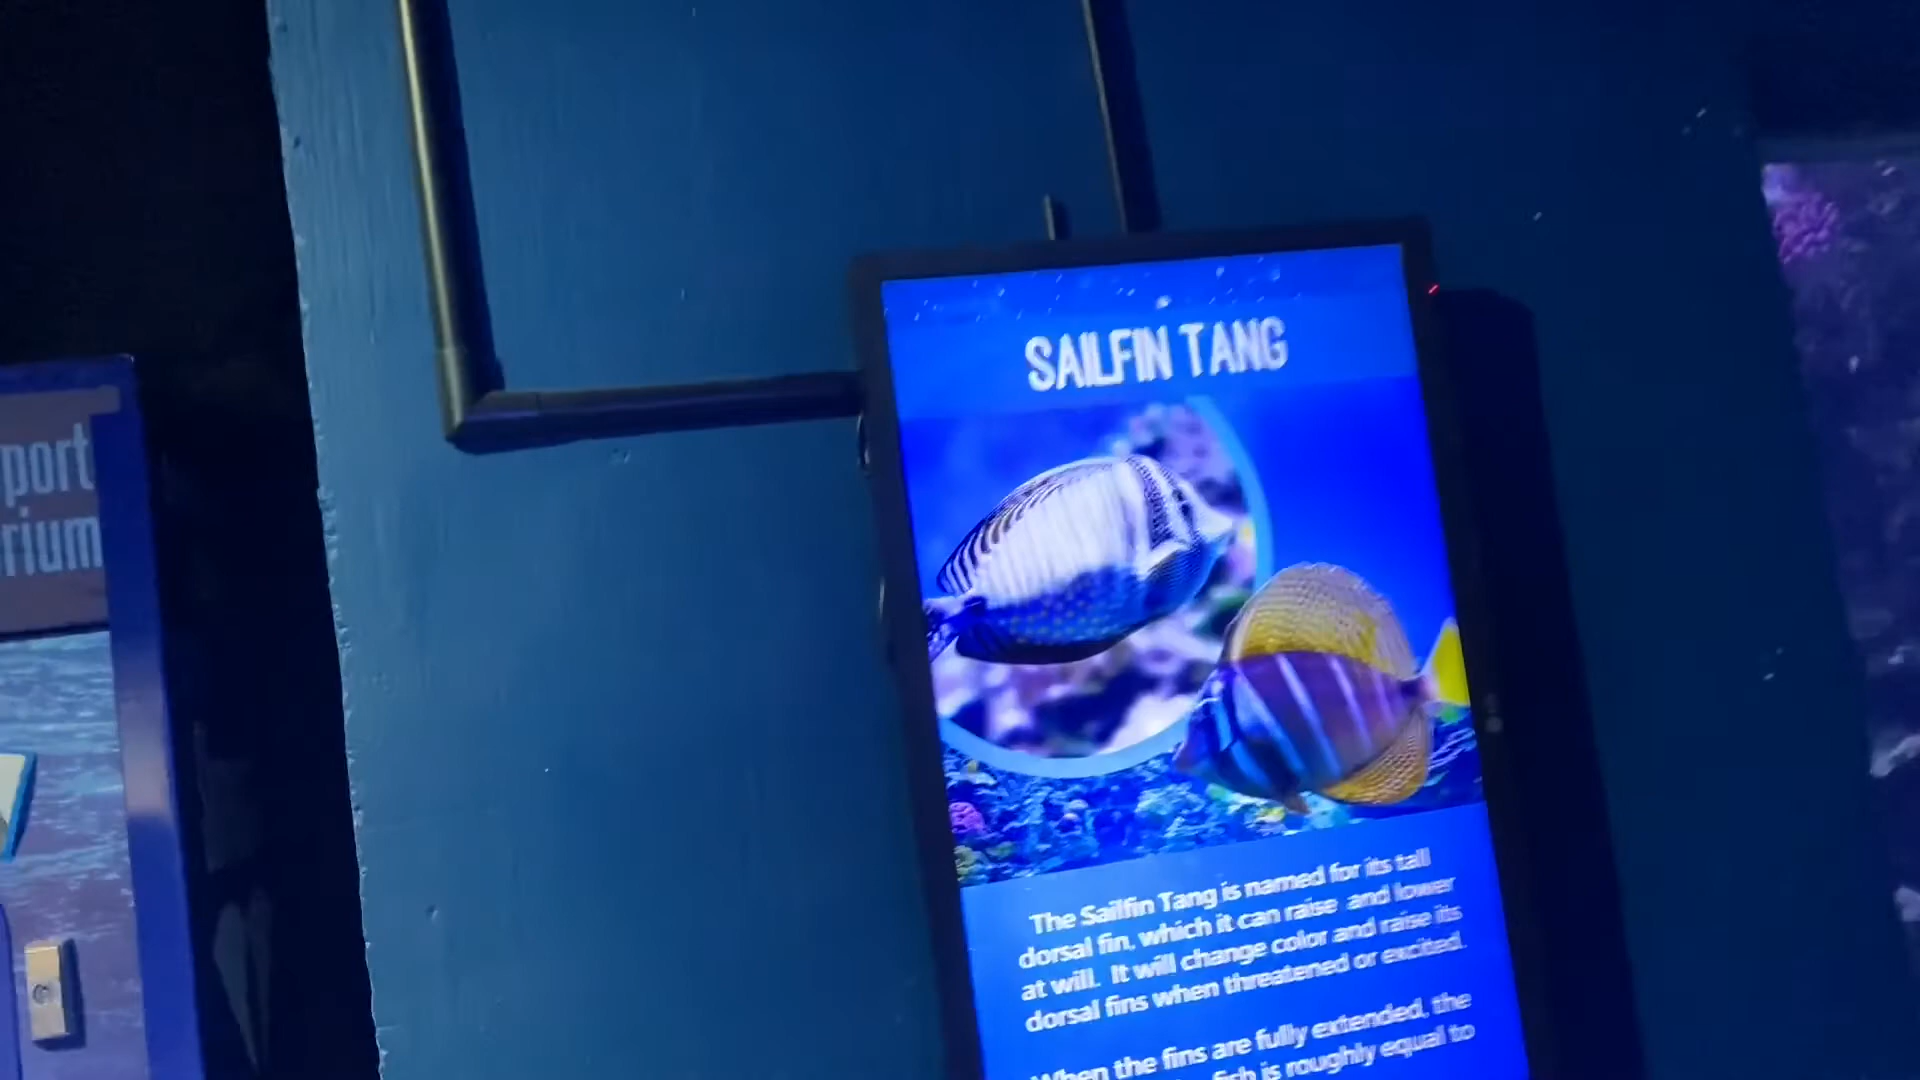 port
rium
SAILFIN TANG
The Sailfin Tang is named for its tall
dorsal fin, which it can raise and lower
at will. It will change color and raise its
dorsal fins when threatened or excited.
When the fins are fully extended, the
fish is roughly equal to